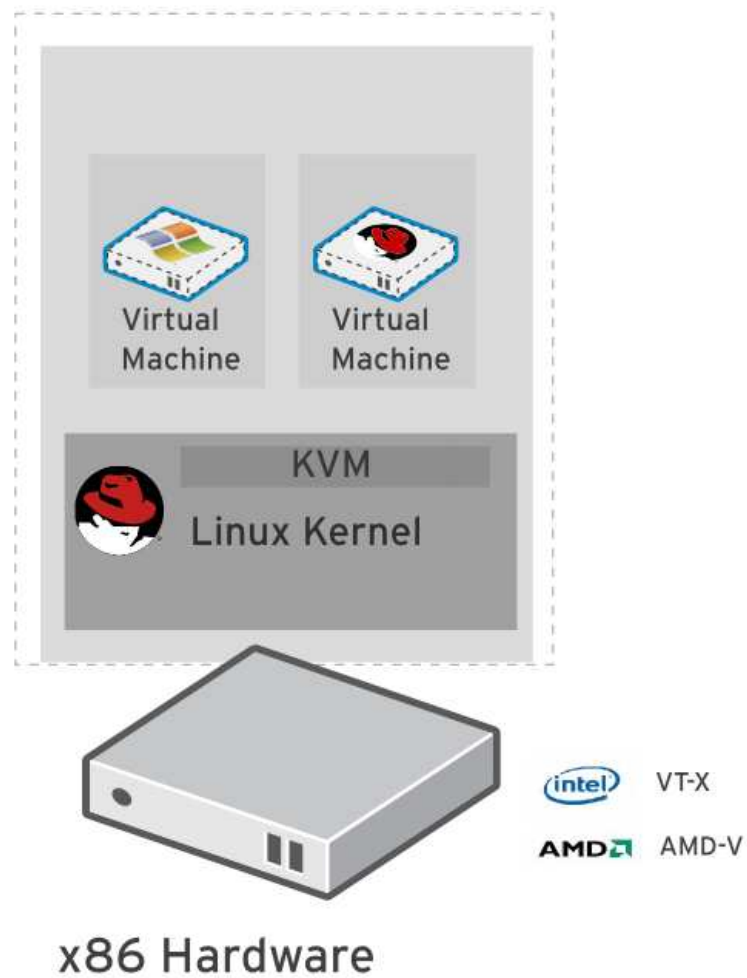 Virtual
Machine
Virtual
Machine
KVM
Linux Kernel
intel VT-X
AMD AMD-V
x86 Hardware